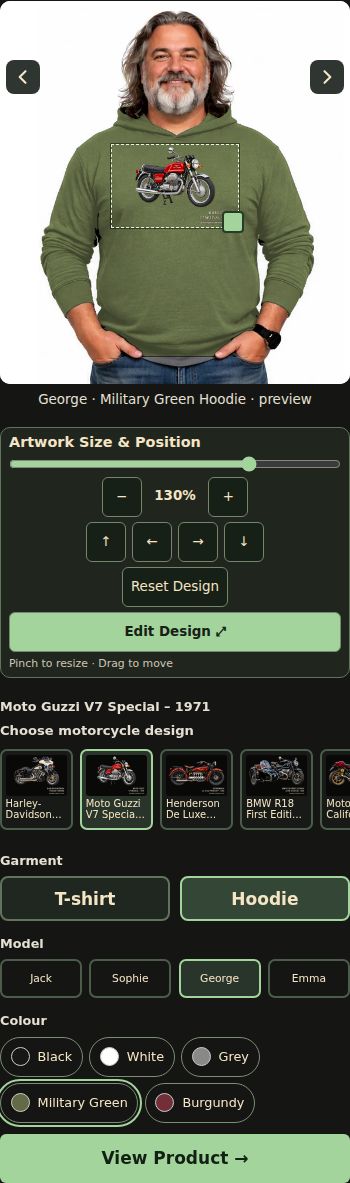 George · Military Green Hoodie · preview
Artwork Size & Position
− 130% +
↑ ← → ↓
Reset Design
Edit Design ⤢
Pinch to resize · Drag to move
Moto Guzzi V7 Special – 1971
Choose motorcycle design
Harley-
Davidson...
Moto Guzzi
V7 Specia...
Henderson
De Luxe...
BMW R18
First Editi...
Moto
Calif
Garment
T-shirt
Hoodie
Model
Jack
Sophie
George
Emma
Colour
Black
White
Grey
Military Green
Burgundy
View Product →